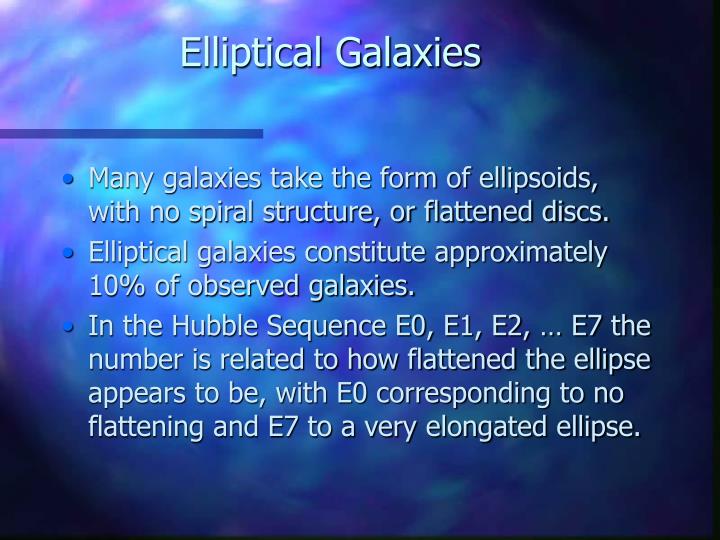 Elliptical Galaxies
• Many galaxies take the form of ellipsoids,
with no spiral structure, or flattened discs.
• Elliptical galaxies constitute approximately
10% of observed galaxies.
• In the Hubble Sequence E0, E1, E2, … E7 the
number is related to how flattened the ellipse
appears to be, with E0 corresponding to no
flattening and E7 to a very elongated ellipse.